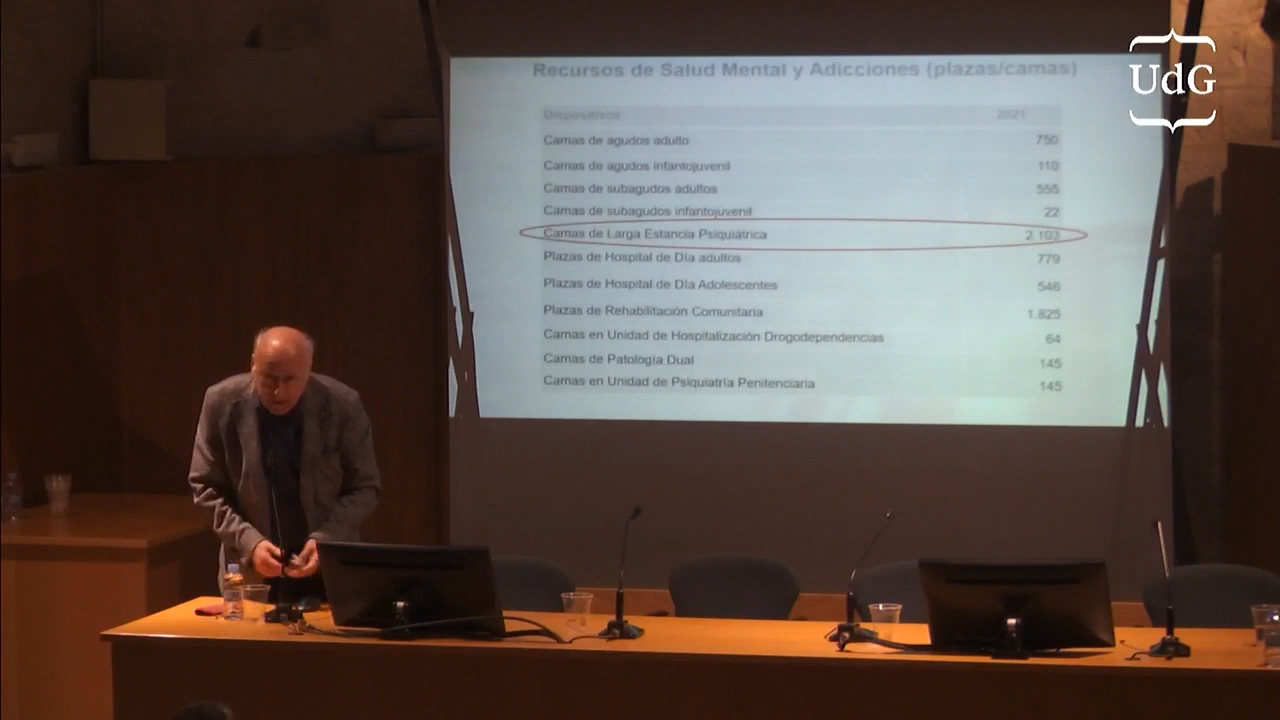 UdG
Recursos de Salud Mental y Adicciones (plazas/camas)
Dispositivos 2021
Camas de agudos adulto 750
Camas de agudos infantojuvenil 110
Camas de subagudos adultos 555
Camas de subagudos infantojuvenil 22
Camas de Larga Estancia Psiquiátrica 2.103
Plazas de Hospital de Día adultos 779
Plazas de Hospital de Día Adolescentes 546
Plazas de Rehabilitación Comunitaria 1.825
Camas en Unidad de Hospitalización Drogodependencias 64
Camas de Patología Dual 145
Camas en Unidad de Psiquiatría Penitenciaria 145